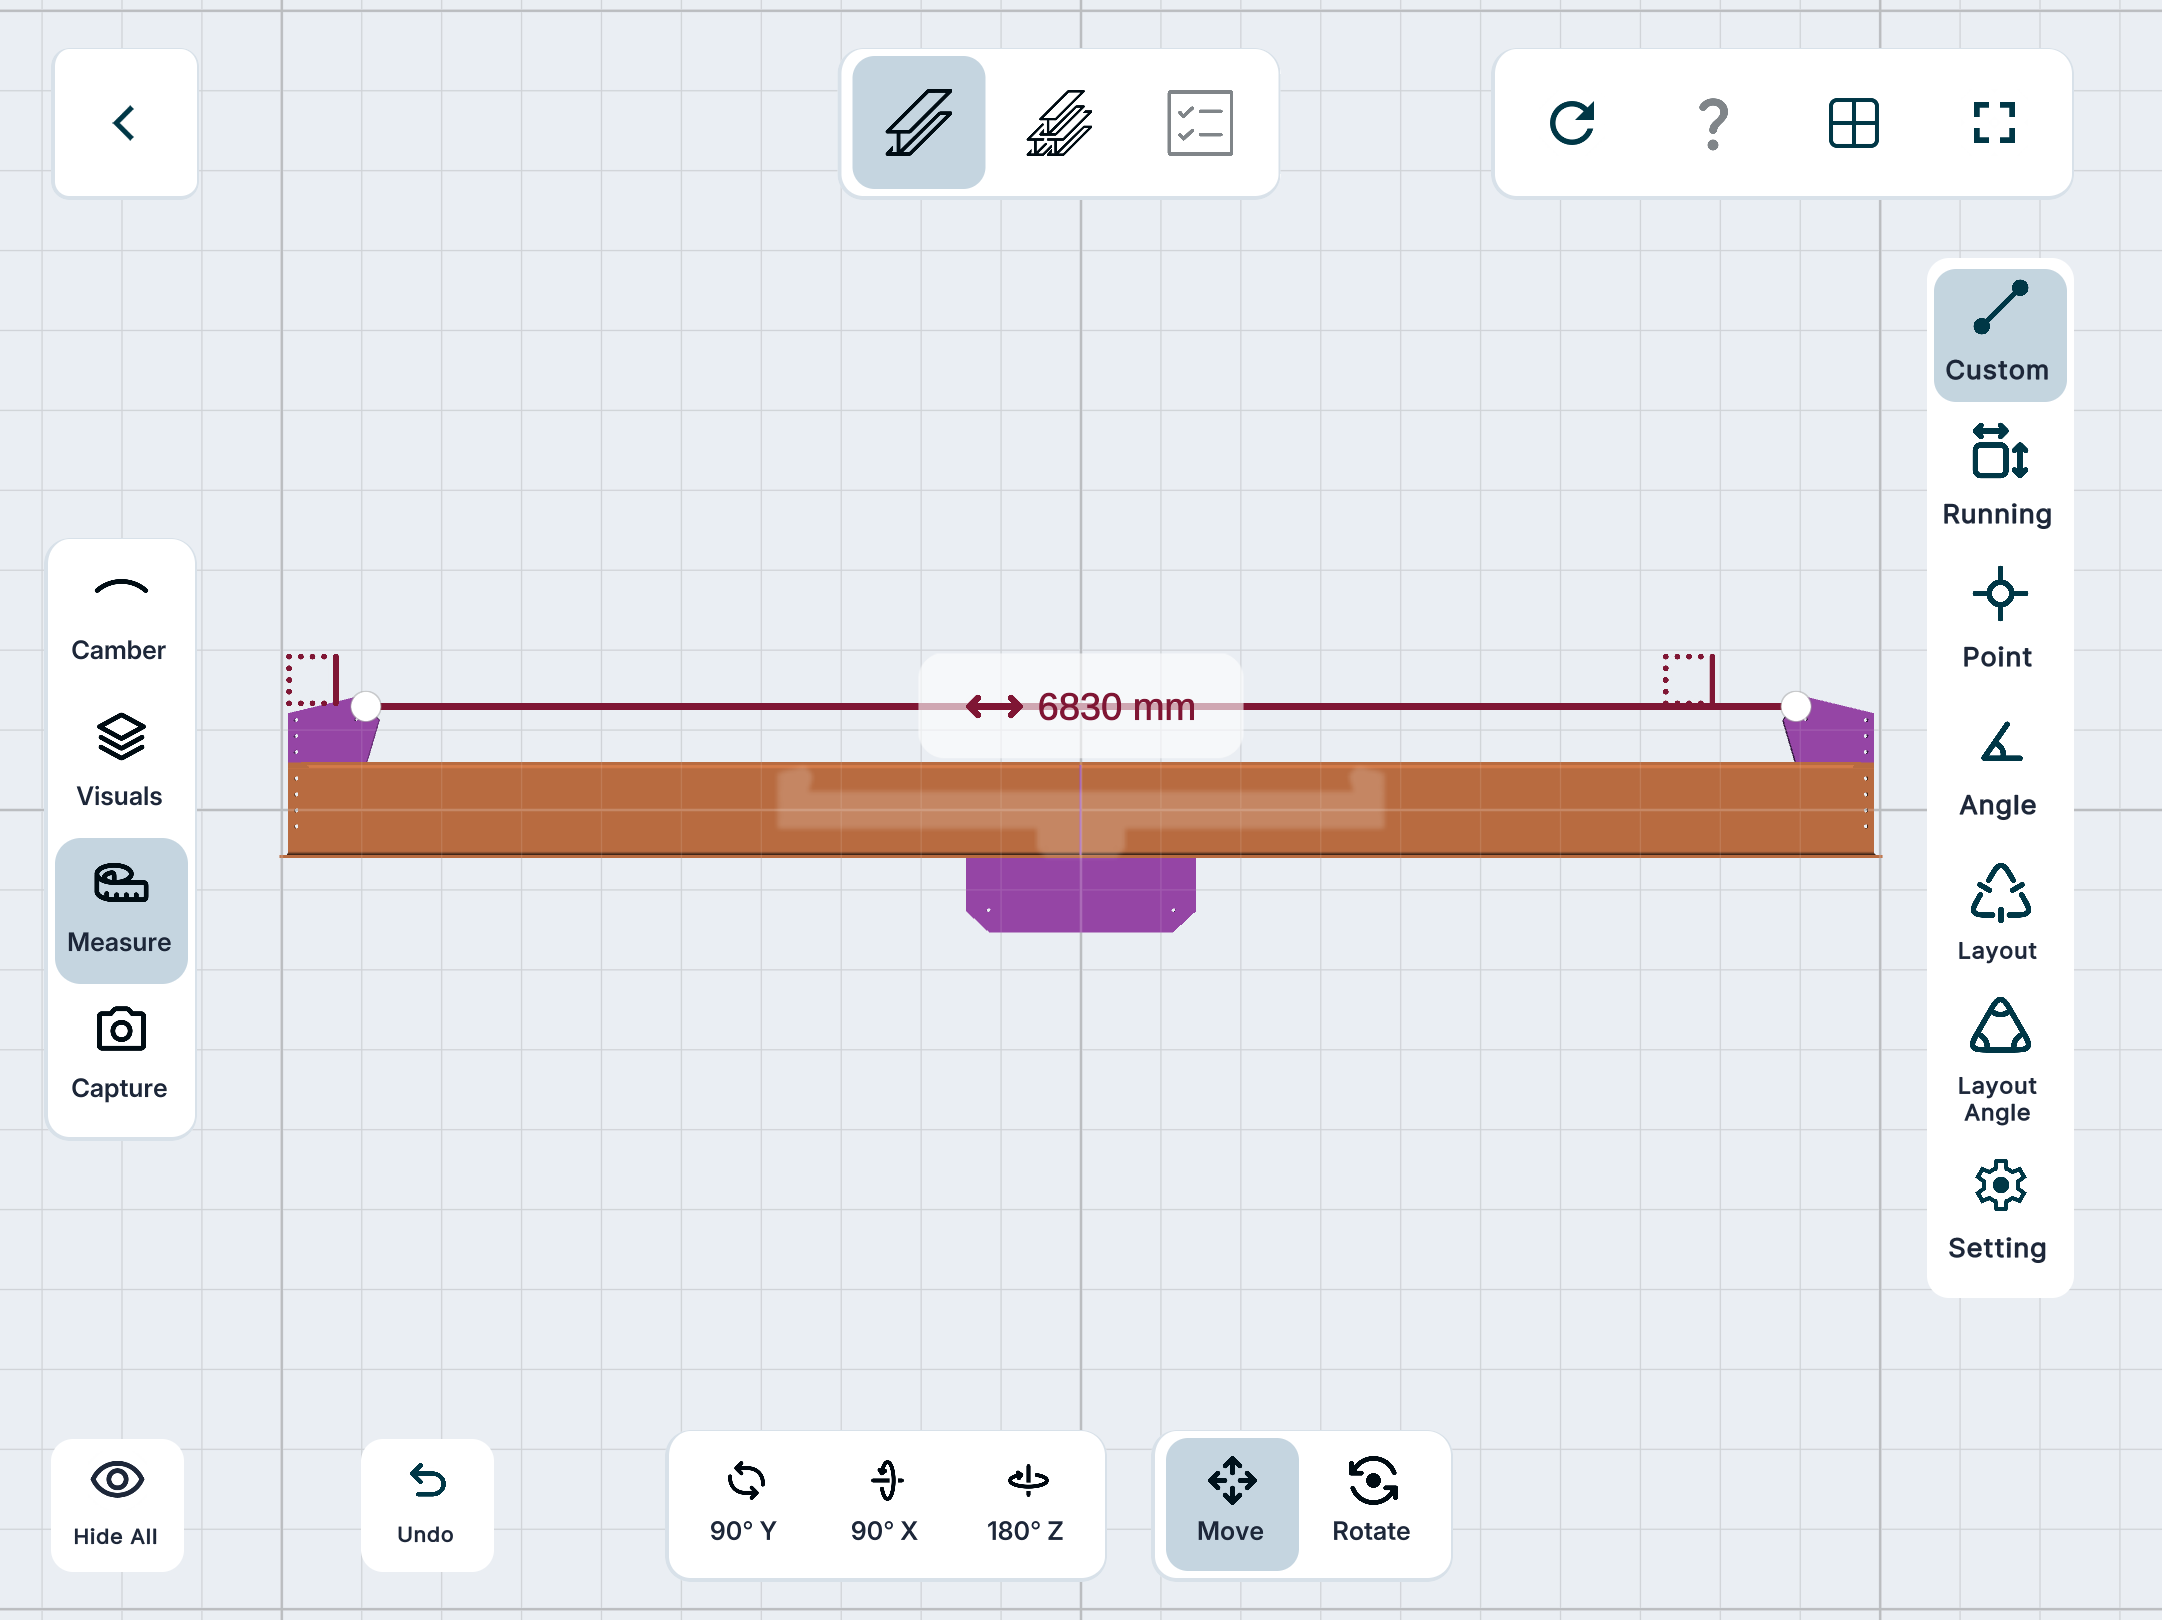 Custom
Running
Point
Camber
6830 mm
Visuals
Angle
Measure
Layout
Capture
Layout
Angle
Setting
Hide All
Undo
90° Y
90° X
180° Z
Move
Rotate